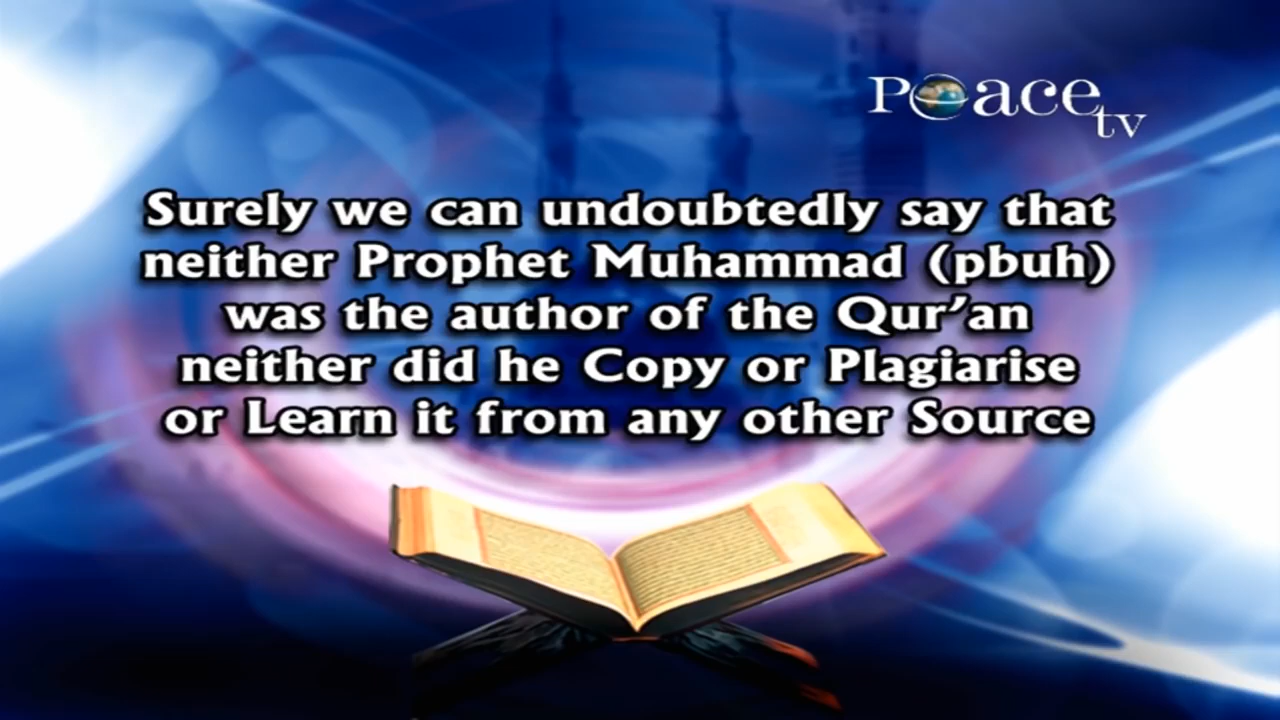 Peace tv
Surely we can undoubtedly say that
neither Prophet Muhammad (pbuh)
was the author of the Qur’an
neither did he Copy or Plagiarise
or Learn it from any other Source